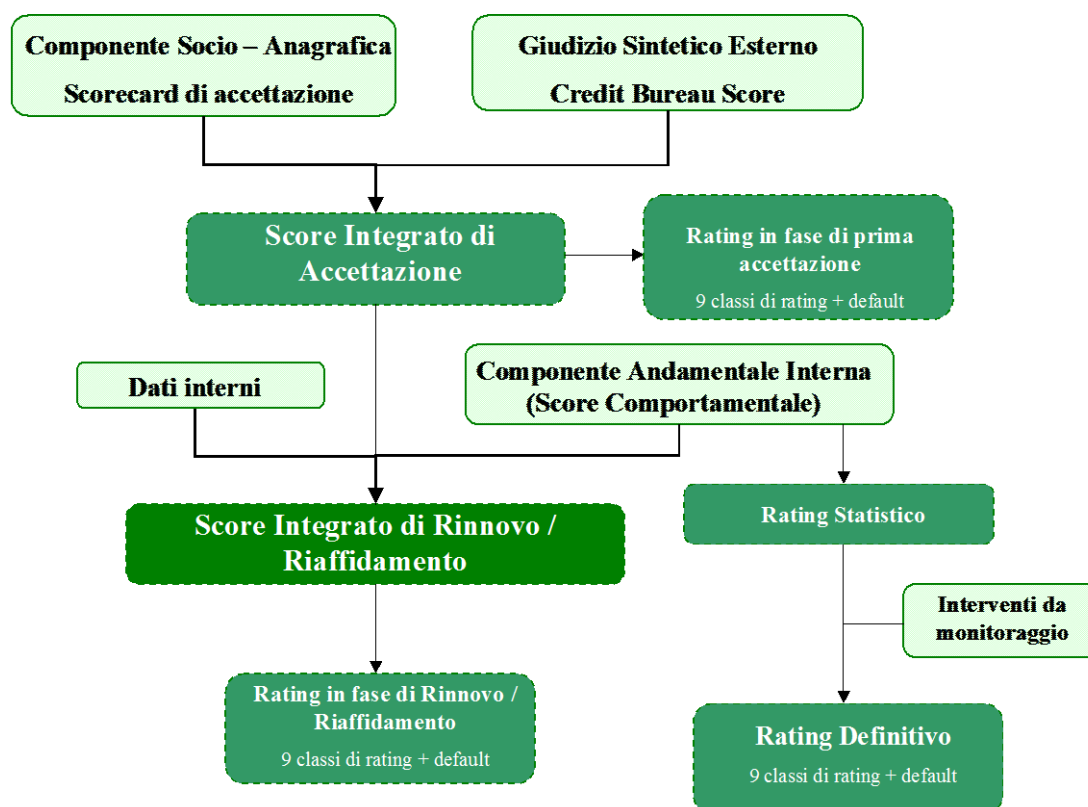 Componente Socio – Anagrafica
Scorecard di accettazione
Giudizio Sintetico Esterno
Credit Bureau Score
Score Integrato di
Accettazione
Rating in fase di prima
accettazione
9 classi di rating + default
Dati interni
Componente Andamentale Interna
(Score Comportamentale)
Score Integrato di Rinnovo /
Riaffidamento
Rating Statistico
Interventi da
monitoraggio
Rating in fase di Rinnovo /
Riaffidamento
9 classi di rating + default
Rating Definitivo
9 classi di rating + default